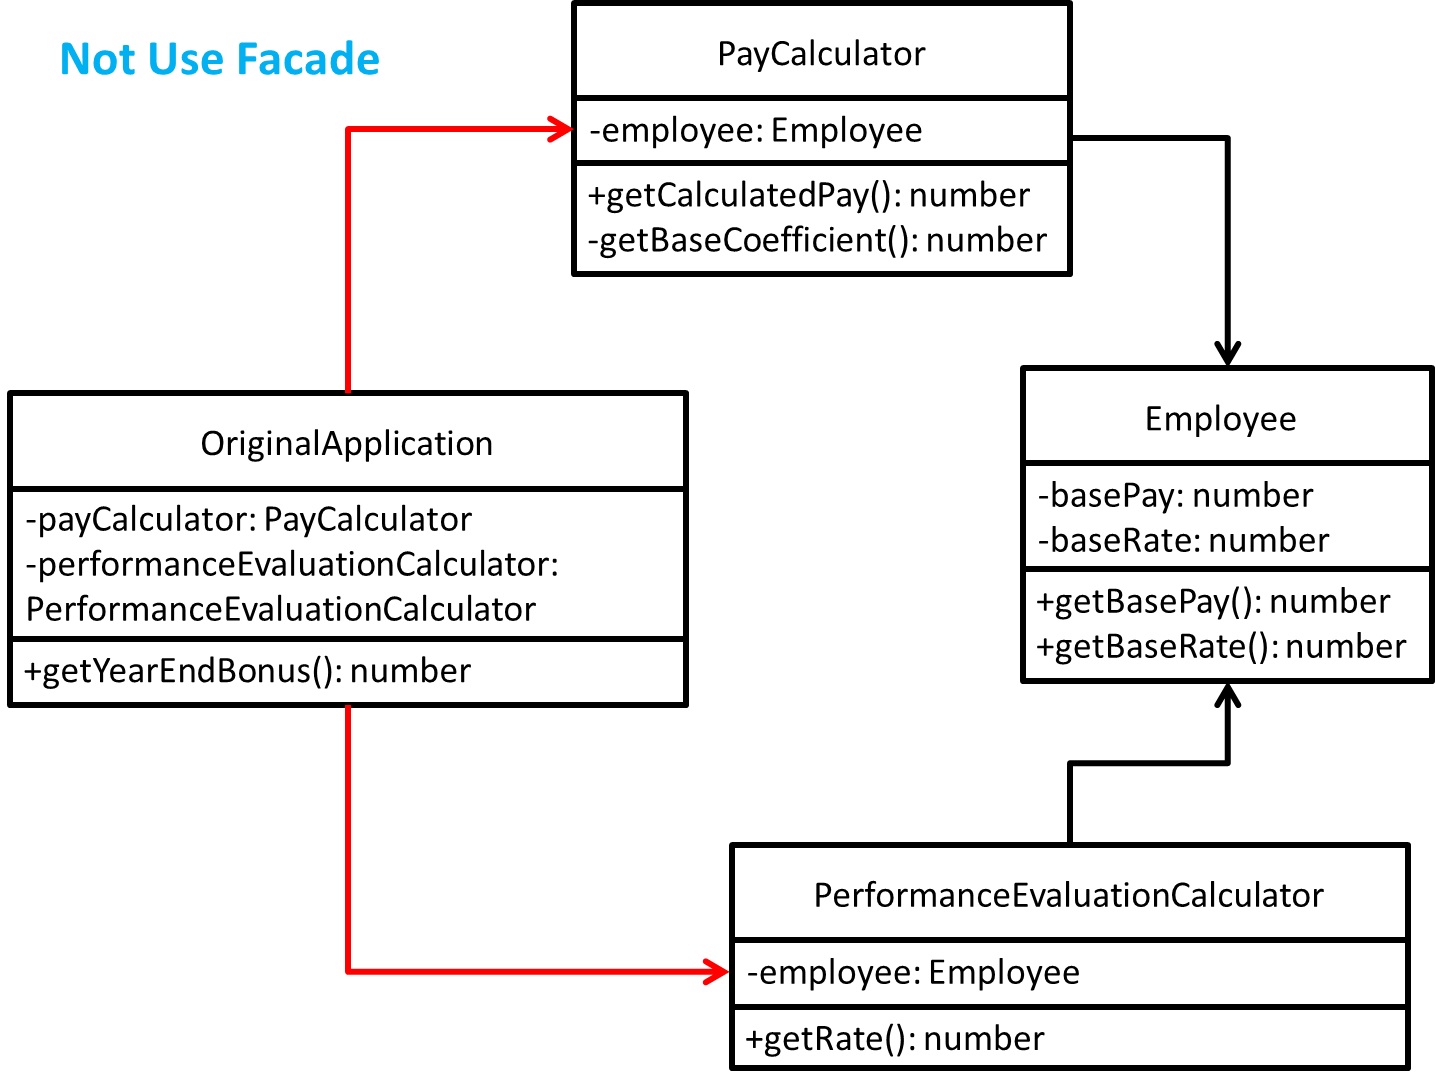 Not Use Facade
PayCalculator
-employee: Employee
+getCalculatedPay(): number
-getBaseCoefficient(): number
OriginalApplication
-payCalculator: PayCalculator
-performanceEvaluationCalculator:
PerformanceEvaluationCalculator
+getYearEndBonus(): number
Employee
-basePay: number
-baseRate: number
+getBasePay(): number
+getBaseRate(): number
PerformanceEvaluationCalculator
-employee: Employee
+getRate(): number